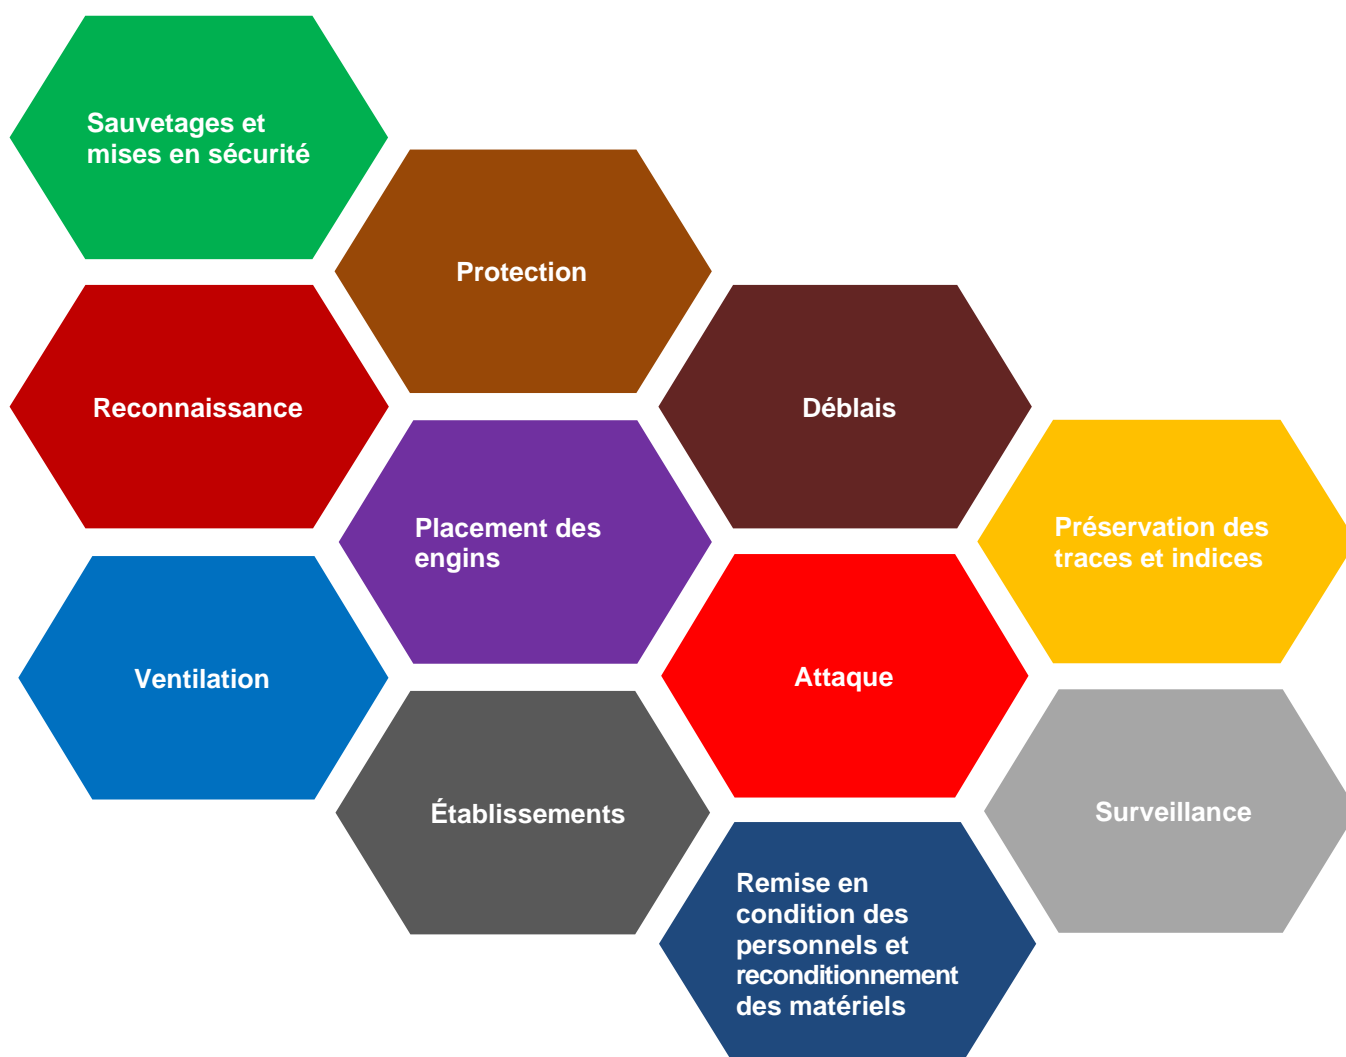 Sauvetages et
mises en sécurité
Protection
Reconnaissance
Déblais
Placement des
engins
Préservation des
traces et indices
Ventilation
Attaque
Établissements
Surveillance
Remise en
condition des
personnels et
reconditionnement
des matériels